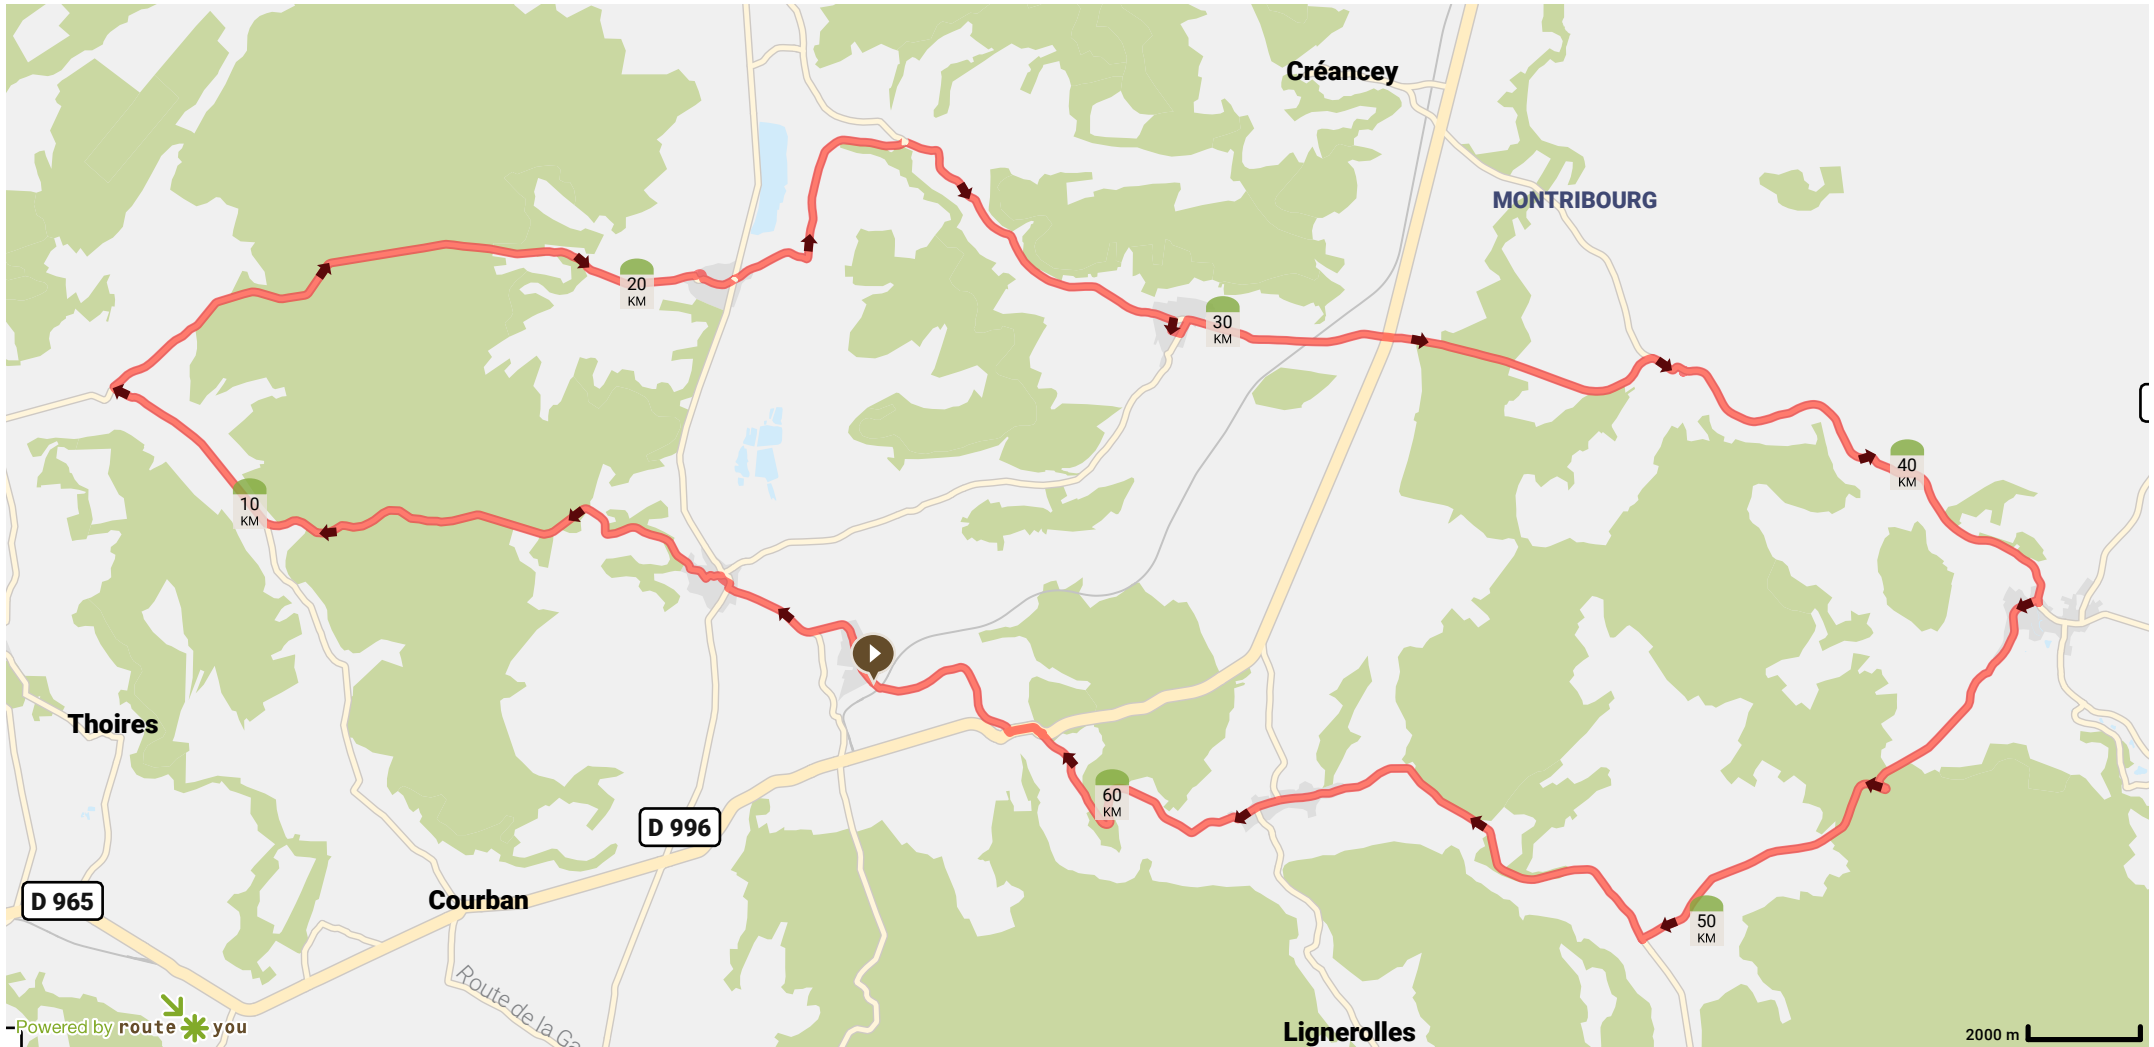 Créancey
MONTRIBOURG
20
KM
30
KM
40
KM
10
KM
Thoires
60
KM
D 996
D 965
Courban
50
KM
Route de la Ga
Powered by route you
Lignerolles
2000 m